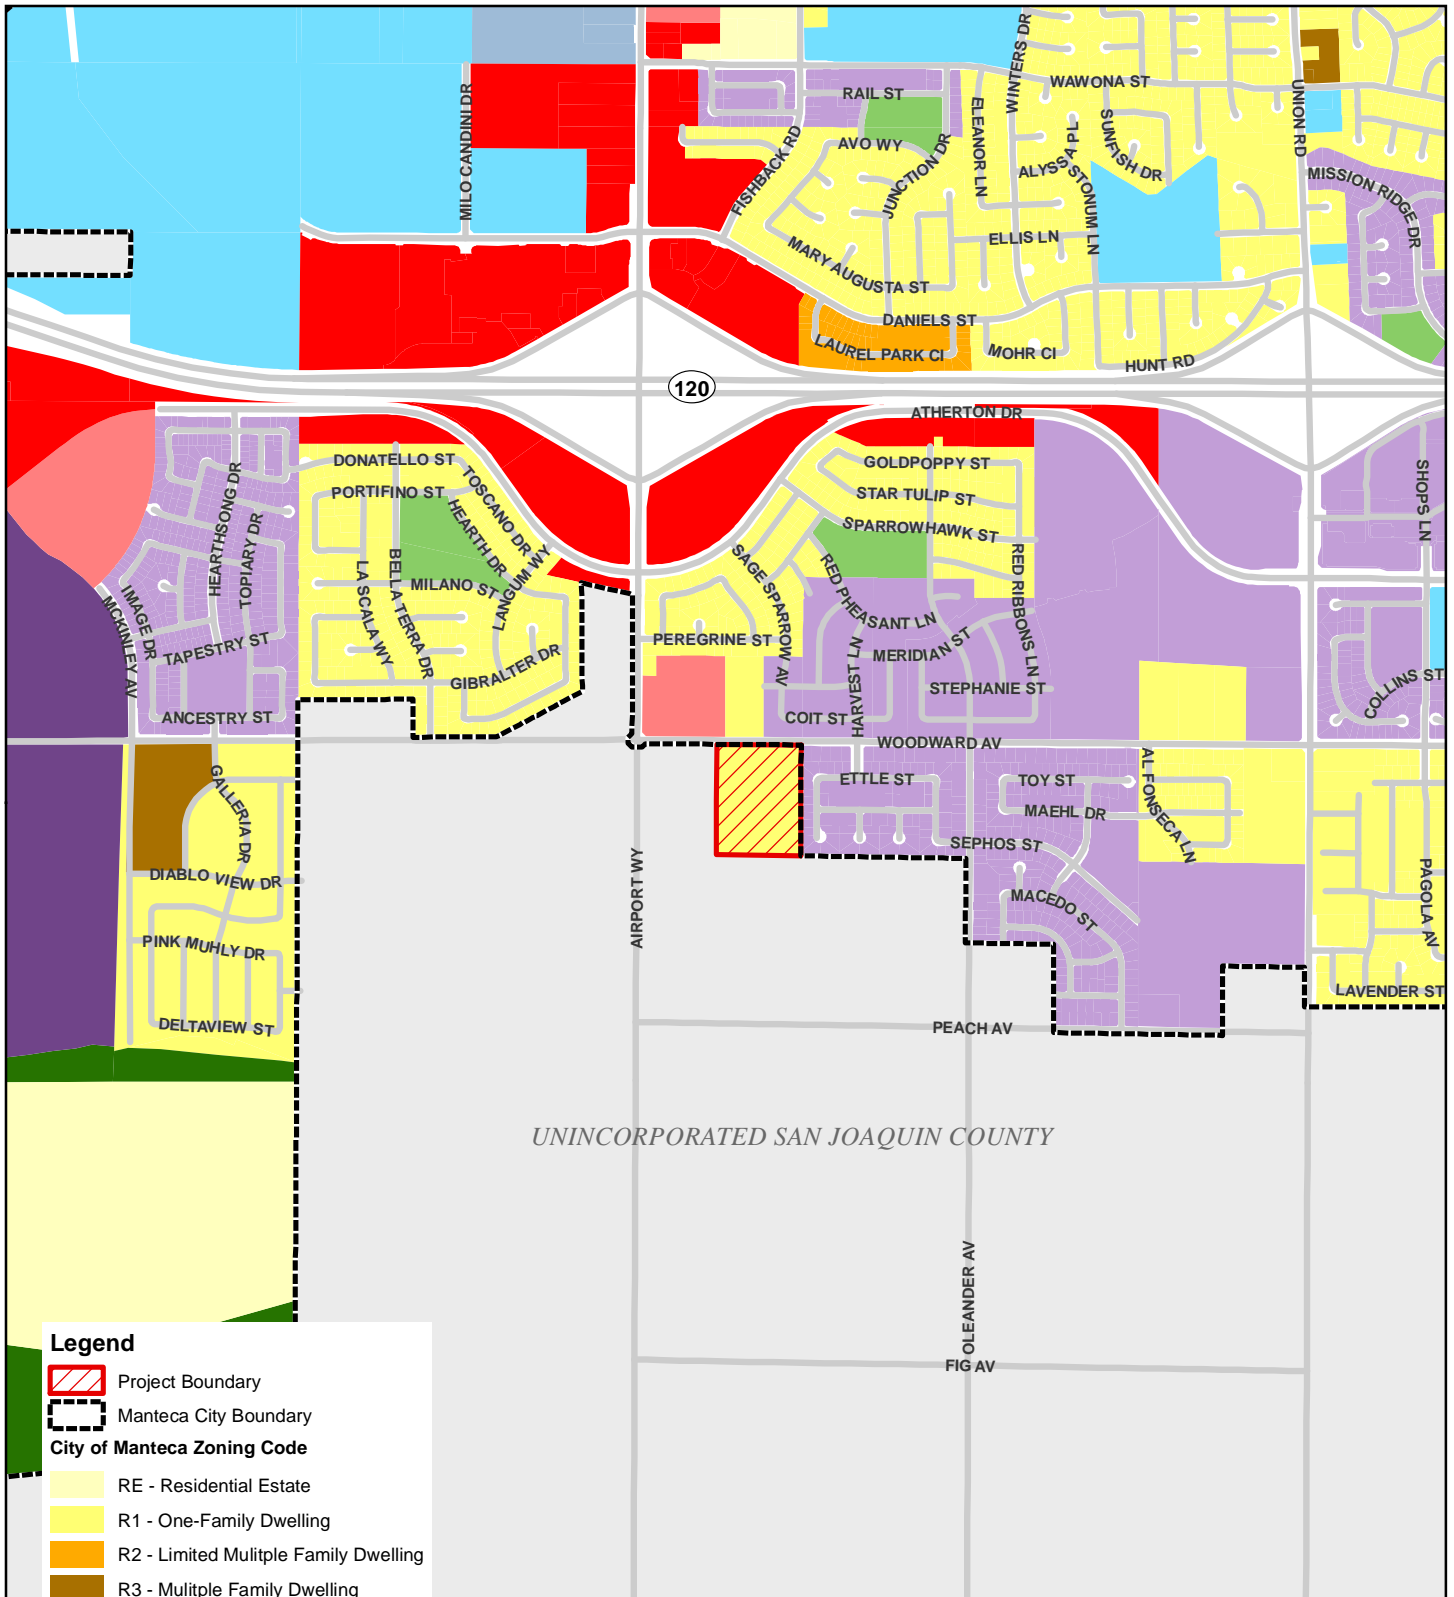 MILO CANDINI DR
RAIL ST
FISHBACK RD
AVO WY
JUNCTION DR
ELEANOR LN
WINTERS DR
WAWONA ST
ALYSSA PL
SUNFISH DR
STONUM LN
UNION RD
MISSION RIDGE DR
MARY AUGUSTA ST
ELLIS LN
DANIELS ST
LAUREL PARK CI
MOHR CI
HUNT RD
120
ATHERTON DR
DONATELLO ST
PORTIFINO ST
TOSCANO DR
HEARTH DR
HEARTHSONG DR
TOPIARY DR
IMAGE DR
MCKINLEY AV
TAPESTRY ST
ANCESTRY ST
LA SCALA WY
BELLA TERRA DR
MILANO ST
LANGUM WY
GIBRALTER DR
GOLDPOPPY ST
STAR TULIP ST
SPARROWHAWK ST
SAGE SPARROW AV
RED PHEASANT LN
RED RIBBONS LN
PEREGRINE ST
HARVEST LN
MERIDIAN ST
STEPHANIE ST
COIT ST
SHOPS LN
COLLINS ST
WOODWARD AV
GALLERIA DR
ETTLE ST
TOY ST
MAEHL DR
AL FONSECA LN
SEPHOS ST
MACEDO ST
AIRPORT WY
DIABLO VIEW DR
PINK MUHLY DR
DELTAVIEW ST
PAGOLA AV
LAVENDER ST
PEACH AV
UNINCORPORATED SAN JOAQUIN COUNTY
OLEANDER AV
FIG AV
Legend
Project Boundary
Manteca City Boundary
City of Manteca Zoning Code
RE - Residential Estate
R1 - One-Family Dwelling
R2 - Limited Mulitple Family Dwelling
R3 - Mulitple Family Dwelling